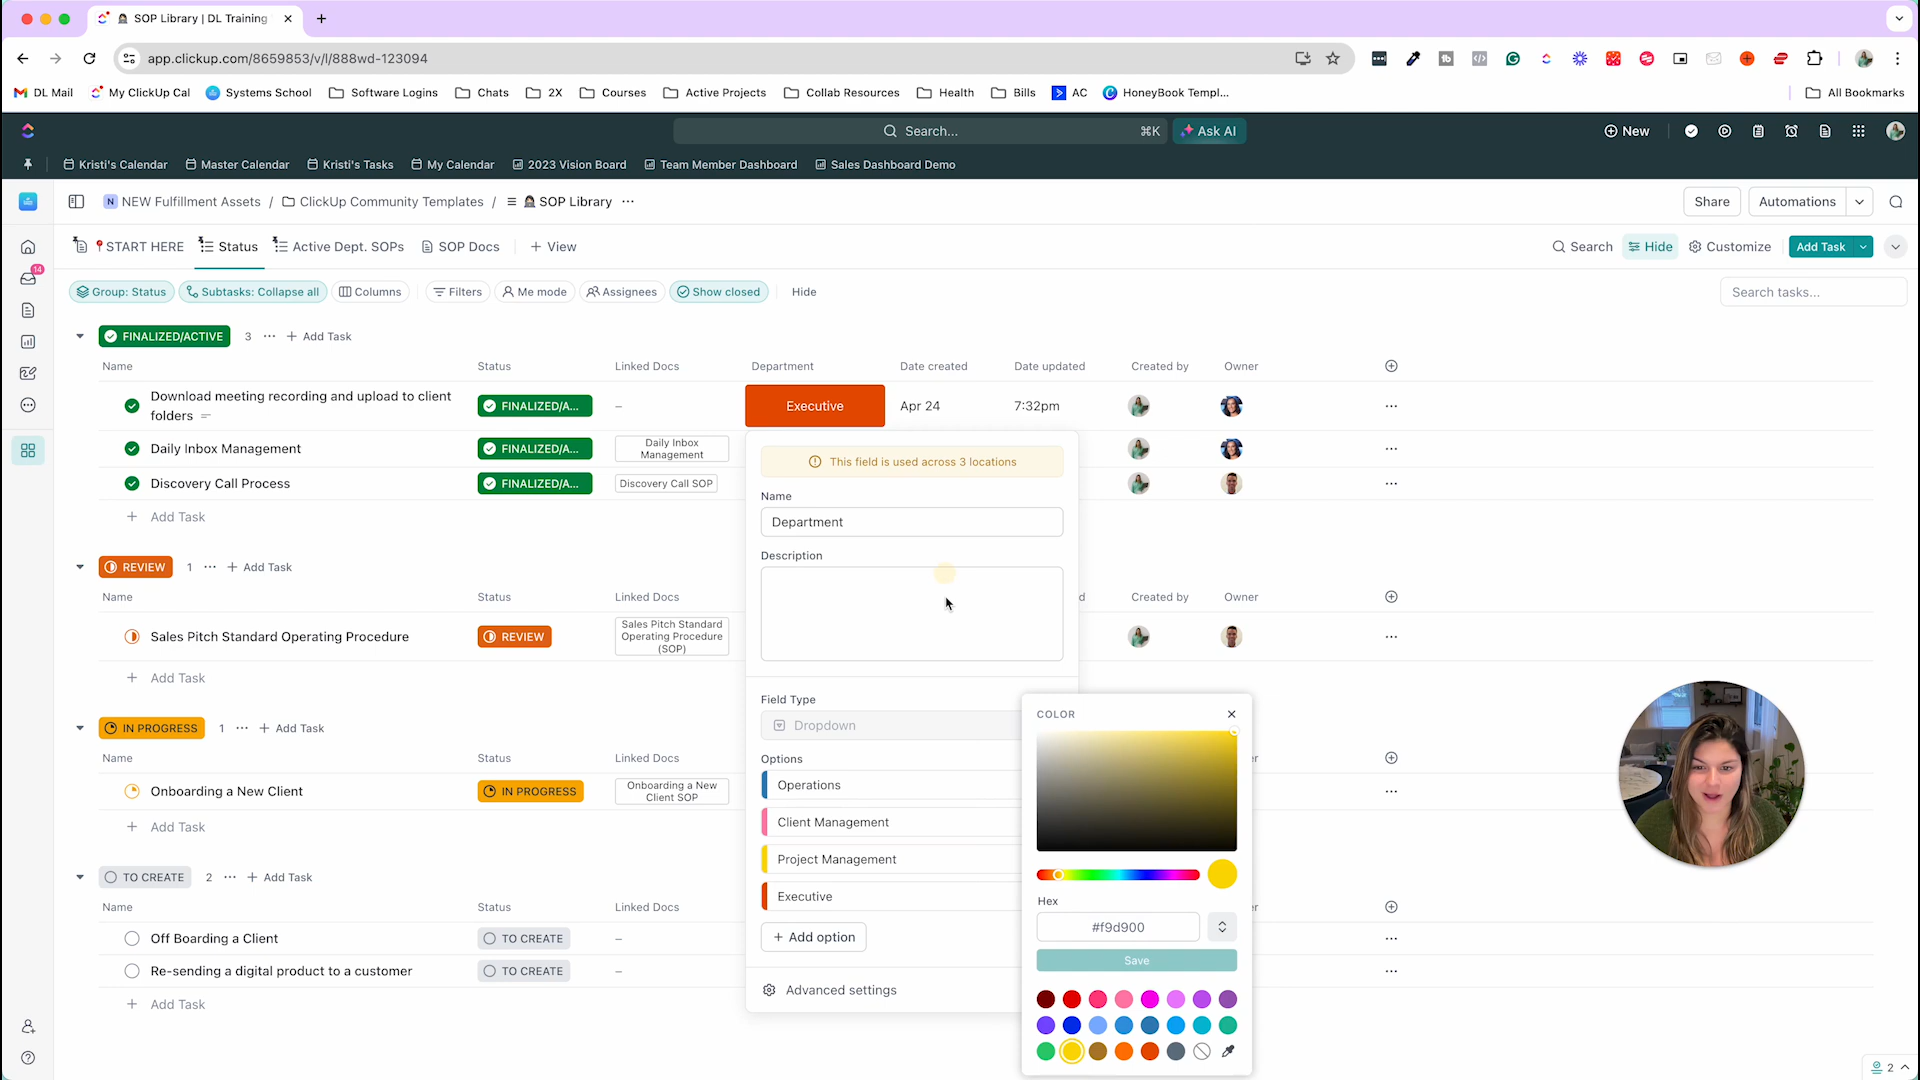 SOP Library | DL Training
app.clickup.com/8659853/v/l/888wd-123094
DL Mail
My ClickUp Cal
Systems School
Software Logins
Chats
2X
Courses
Active Projects
Collab Resources
Health
Bills
AC
HoneyBook Templ...
All Bookmarks
Search...
⌘K
Ask AI
New
Kristi's Calendar
Master Calendar
Kristi's Tasks
My Calendar
2023 Vision Board
Team Member Dashboard
Sales Dashboard Demo
N NEW Fulfillment Assets / ClickUp Community Templates / SOP Library ...
Share
Automations
START HERE
Status
Active Dept. SOPs
SOP Docs
+ View
Search
Hide
Customize
Add Task
14
Group: Status
Subtasks: Collapse all
Columns
Filters
Me mode
Assignees
Show closed
Hide
Search tasks...
FINALIZED/ACTIVE 3 ... + Add Task
Name Status Linked Docs Department Date created Date updated Created by Owner
Download meeting recording and upload to client folders FINALIZED/A... – Executive Apr 24 7:32pm
Daily Inbox Management FINALIZED/A... Daily Inbox Management
Discovery Call Process FINALIZED/A... Discovery Call SOP
+ Add Task
REVIEW 1 ... + Add Task
Name Status Linked Docs d Created by Owner
Sales Pitch Standard Operating Procedure REVIEW Sales Pitch Standard Operating Procedure (SOP)
+ Add Task
IN PROGRESS 1 ... + Add Task
Name Status Linked Docs er
Onboarding a New Client IN PROGRESS Onboarding a New Client SOP
+ Add Task
TO CREATE 2 ... + Add Task
Name Status Linked Docs er
Off Boarding a Client TO CREATE –
Re-sending a digital product to a customer TO CREATE –
+ Add Task
This field is used across 3 locations
Name
Department
Description
Field Type
Dropdown
Options
Operations
Client Management
Project Management
Executive
+ Add option
Advanced settings
COLOR
Hex
#f9d900
Save
2